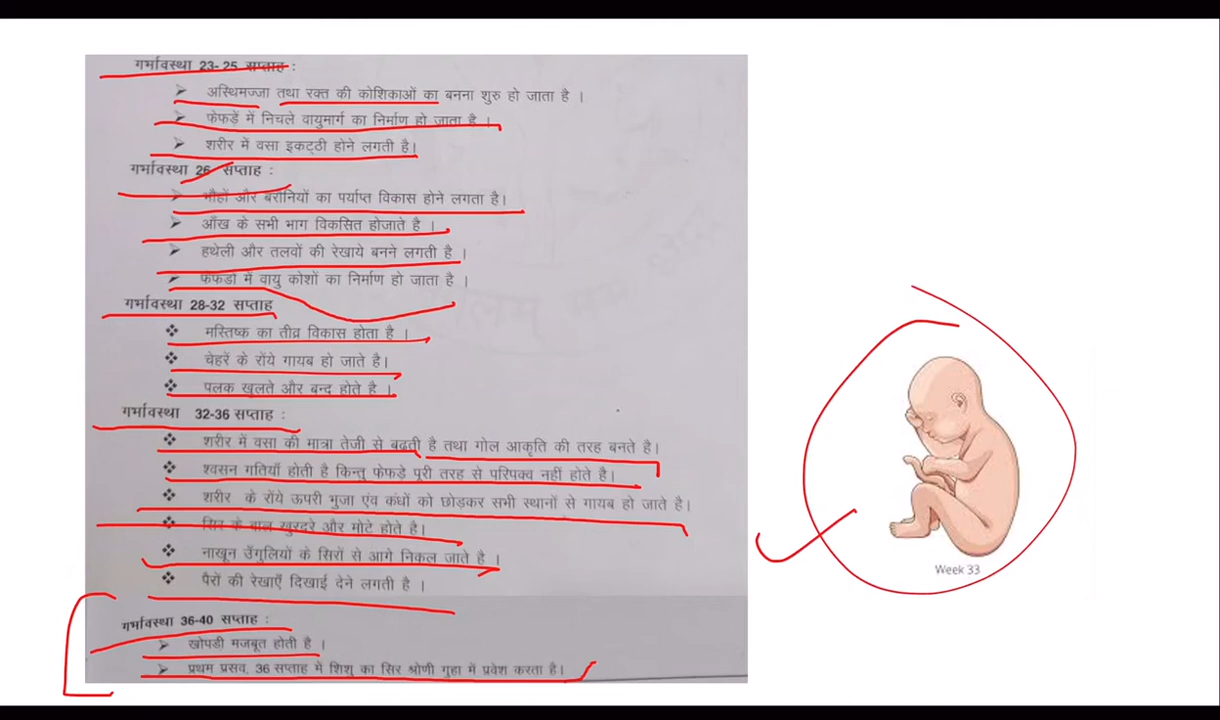 गर्भावस्था 23- 25 सप्ताह :
अस्थिमज्जा तथा रक्त की कोशिकाओं का बनना शुरु हो जाता है ।
फेफड़ें में निचले वायुमार्ग का निर्माण हो जाता है ।
शरीर में वसा इकट्ठी होने लगती है।
गर्भावस्था 26 सप्ताह :
भौहों और बरौनियों का पर्याप्त विकास होने लगता है।
आँख के सभी भाग विकसित होजाते है ।
हथेली और तलवों की रेखाये बनने लगती है ।
फेफडों में वायु कोशों का निर्माण हो जाता है ।
गर्भावस्था 28-32 सप्ताह
मस्तिष्क का तीव्र विकास होता है ।
चेहरें के रोंये गायब हो जाते है।
पलक खुलते और बन्द होते है ।
गर्भावस्था 32-36 सप्ताह :
शरीर में वसा की मात्रा तेजी से बढती है तथा गोल आकृति की तरह बनते है।
श्वसन गतियाँ होती है किन्तु फेफड़े पूरी तरह से परिपक्व नहीं होते है।
शरीर के रोंये ऊपरी भुजा एंव कंधों को छोड़कर सभी स्थानों से गायब हो जाते है।
सिर के बाल खुरदरे और मोटे होते है।
नाखून उँगुलियों के सिरों से आगे निकल जाते है ।
पैरों की रेखाएँ दिखाई देने लगती है ।
गर्भावस्था 36-40 सप्ताह :
खोपडी मजबूत होती है ।
प्रथम प्रसव, 36 सप्ताह मे शिशु का सिर श्रोणी गुहा में प्रवेश करता है।
Week 33